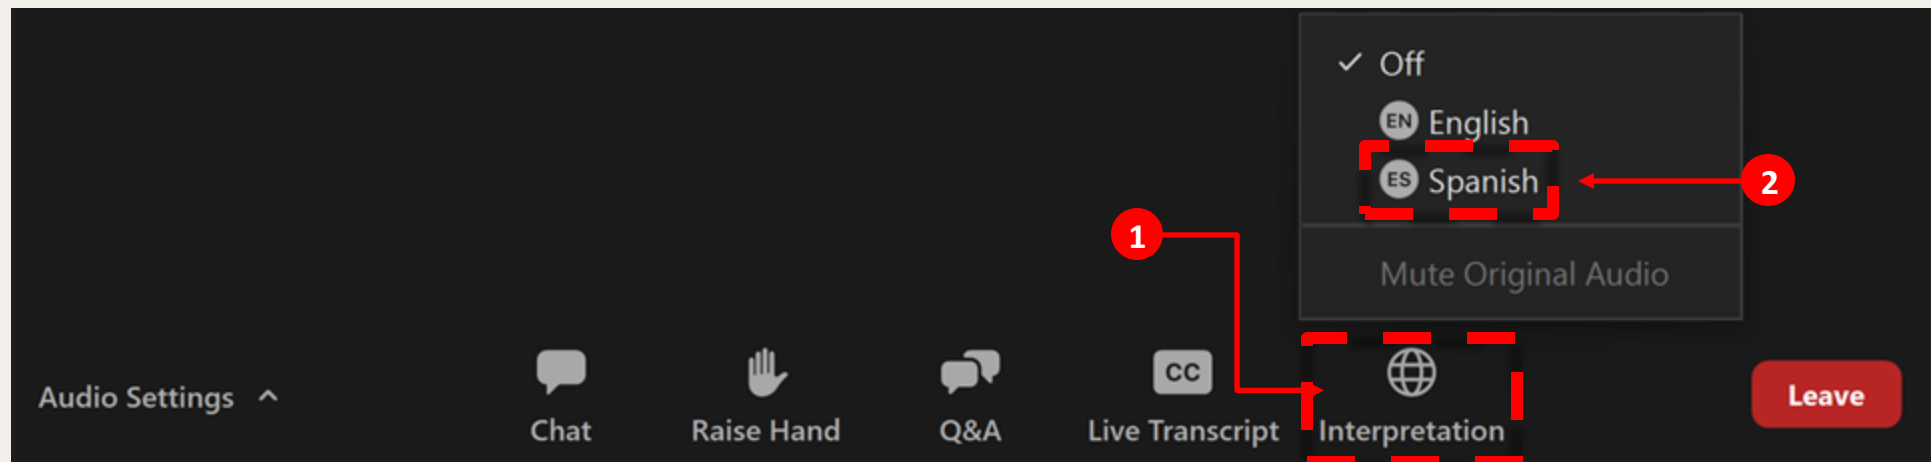 Off
EN English
ES Spanish
2
1
Mute Original Audio
CC
Audio Settings
Chat
Raise Hand
Q&A
Live Transcript
Interpretation
Leave